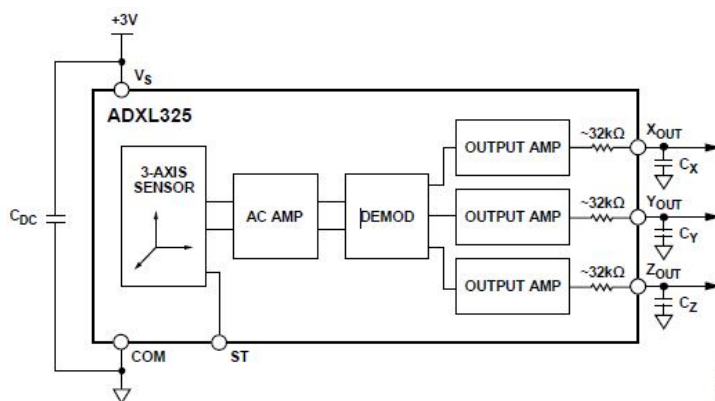 +3V
VS
ADXL325
3-AXIS
SENSOR
AC AMP
DEMOD
OUTPUT AMP
~32kΩ
XOUT
CX
OUTPUT AMP
~32kΩ
YOUT
CY
OUTPUT AMP
~32kΩ
ZOUT
CZ
CDC
COM
ST